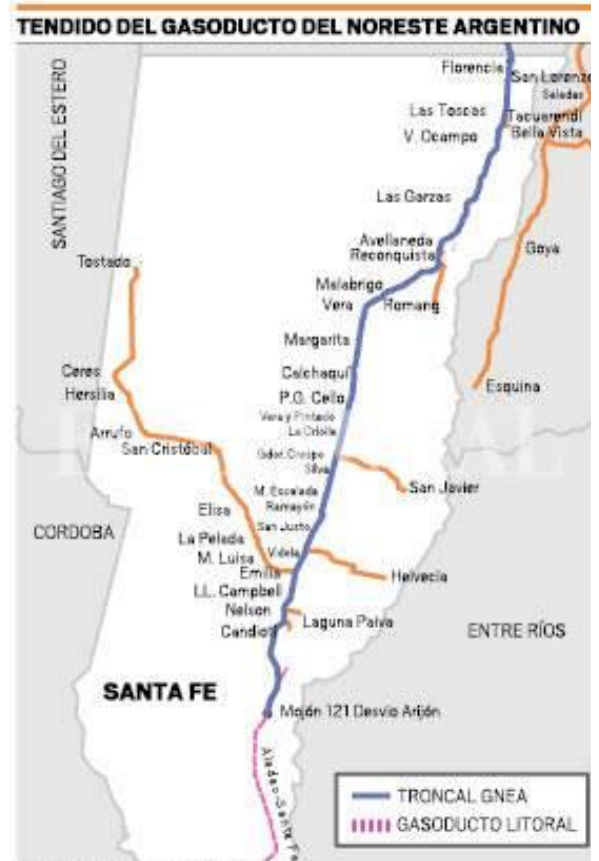 TENDIDO DEL GASODUCTO DEL NORESTE ARGENTINO
SANTIAGO DEL ESTERO
Florencia
San Lorenzo
Saladas
Las Toscas
Tacuarendí
V. Ocampo
Bella Vista
Las Garzas
Avellaneda
Reconquista
Goya
Tostado
Malabrigo
Vera
Romang
Margarita
Ceres
Calchaquí
Hersilia
P.G. Cello
Esquina
Vera y Pintado
La Criolla
Arrufo
San Cristóbal
Gdor. Crespo
Silva
San Javier
M. Escalada
Ramayón
Elisa
San Justo
CORDOBA
La Pelada
Videla
M. Luisa
Emilia
Helvecia
LL. Campbell
Nelson
Laguna Paiva
Candioti
ENTRE RÍOS
SANTA FE
Mojón 121 Desvío Arijón
Aldao-Santa Fe
TRONCAL GNEA
GASODUCTO LITORAL